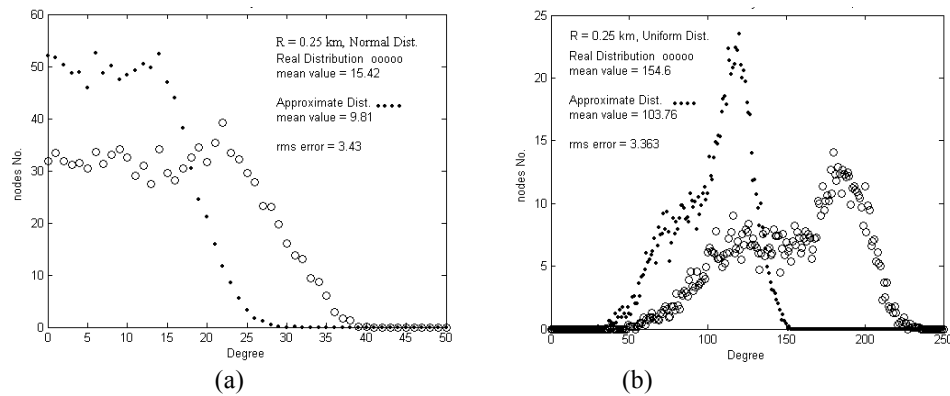 60
50
40
30
20
10
0
nodes No.
R = 0.25 km, Normal Dist.
Real Distribution ooooo
mean value = 15.42
Approximate Dist.
mean value = 9.81
rms error = 3.43
0 5 10 15 20 25 30 35 40 45 50
Degree
(a)
25
20
15
10
5
0
nodes No.
R = 0.25 km, Uniform Dist.
Real Distribution ooooo
mean value = 154.6
Approximate Dist.
mean value = 103.76
rms error = 3.363
0 50 100 150 200 250
Degree
(b)